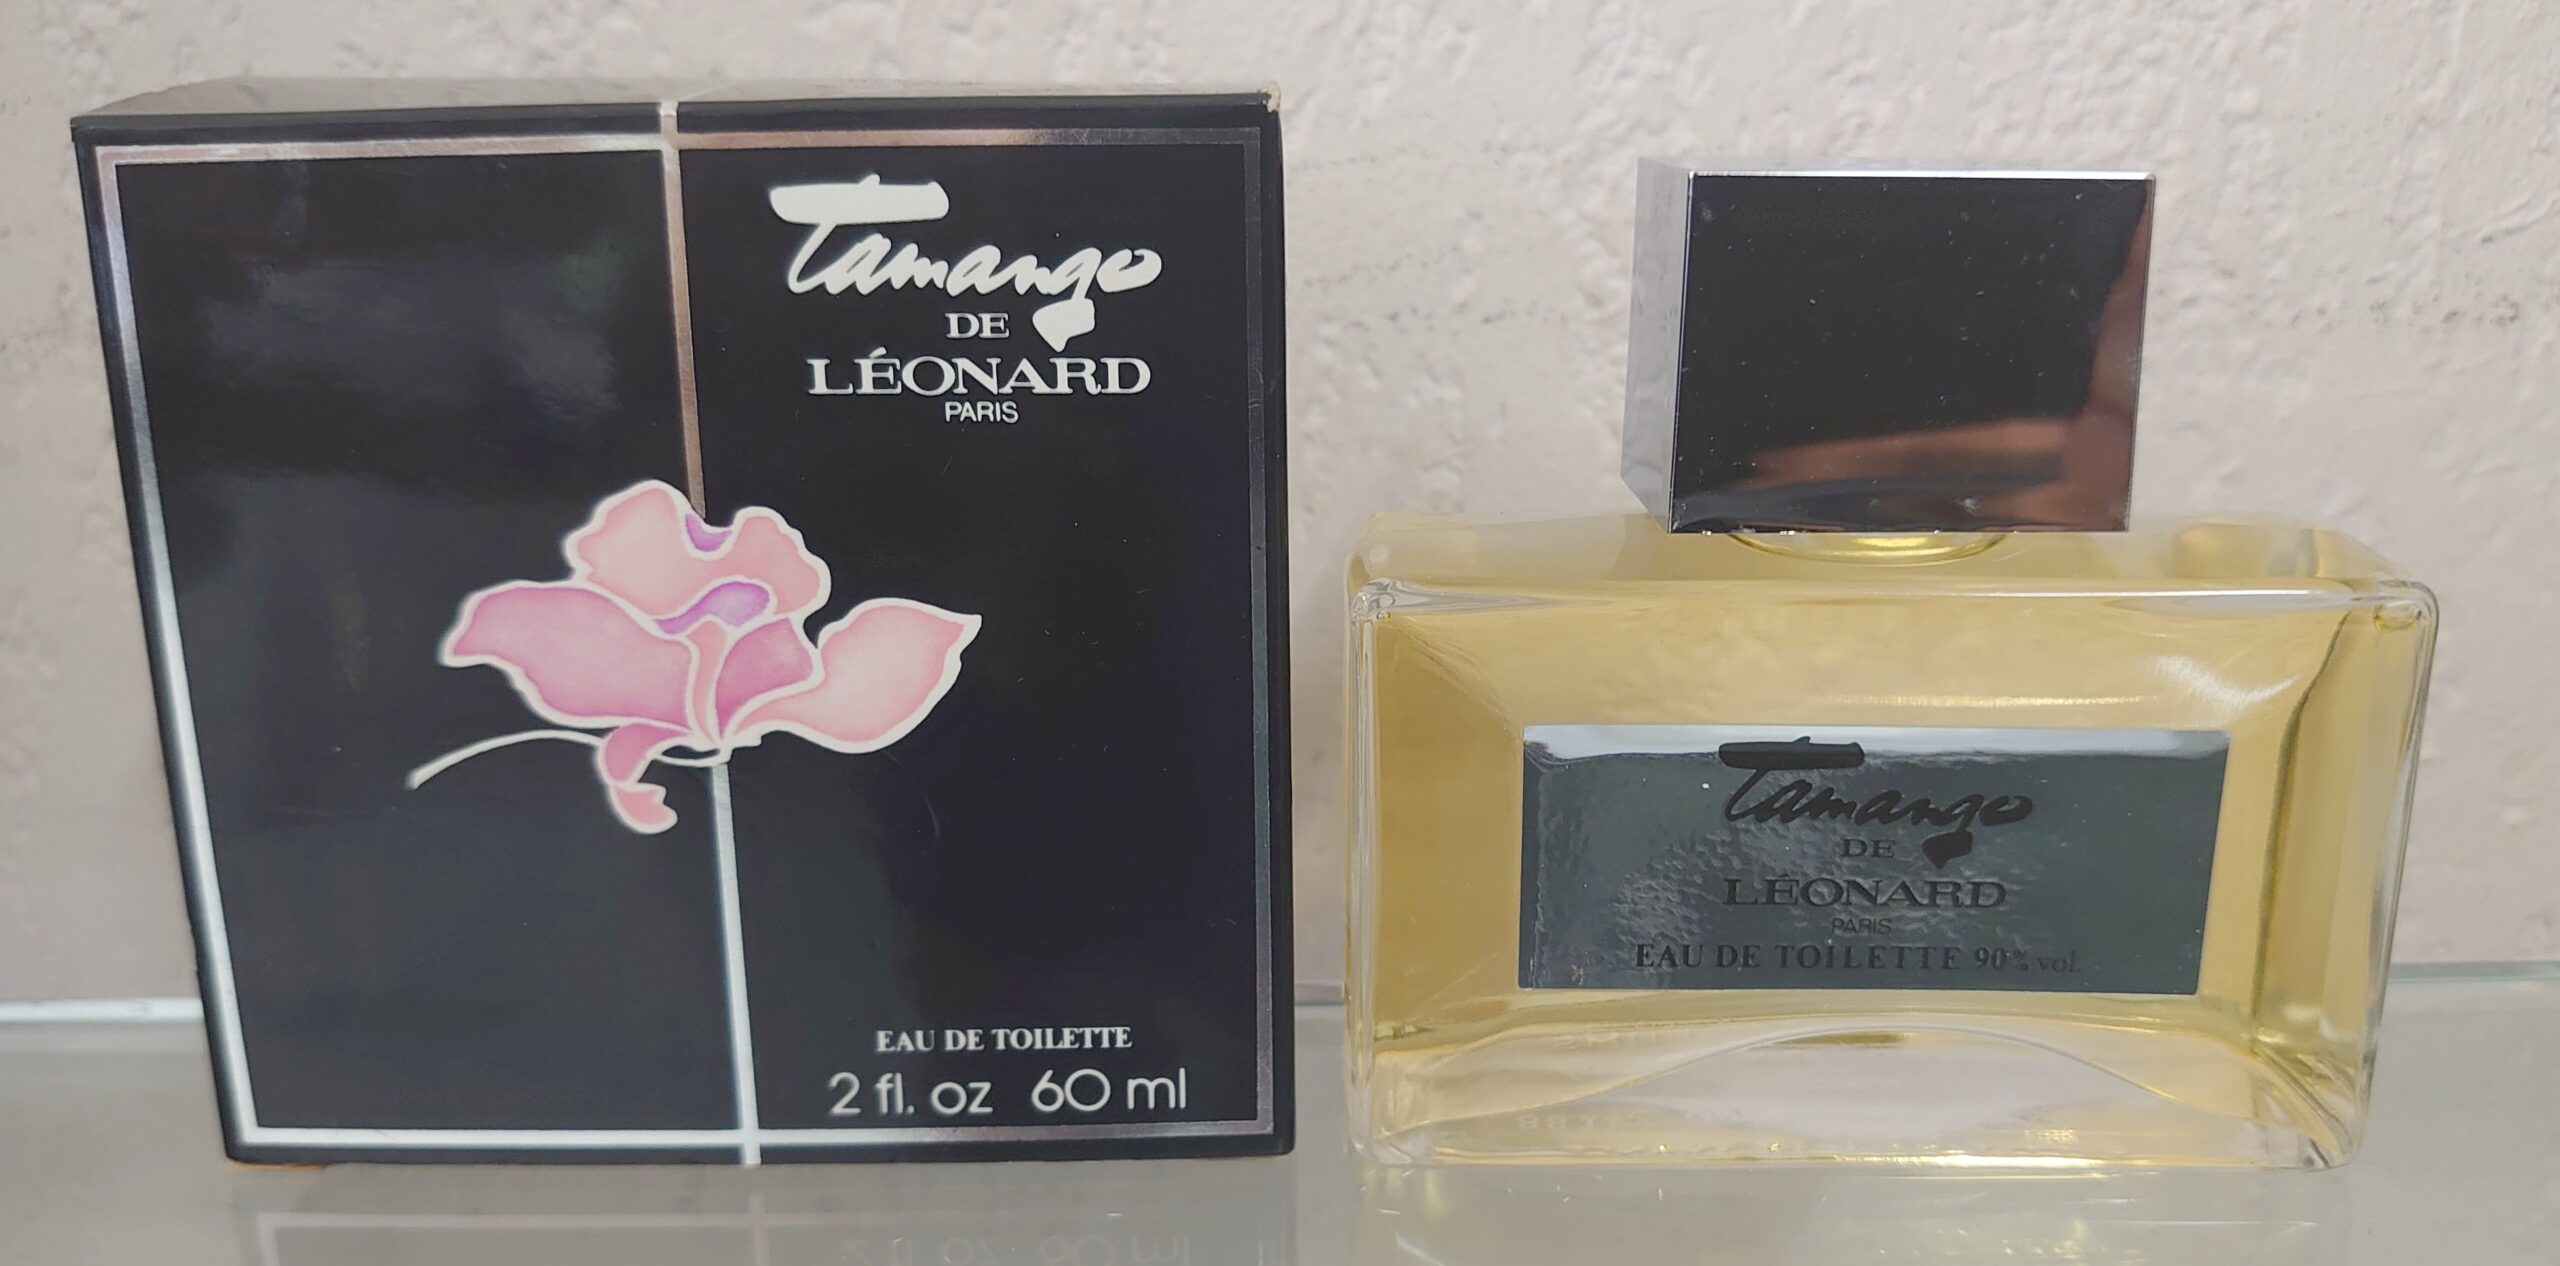 Tamango
DE
LÉONARD
PARIS
EAU DE TOILETTE
2 fl. oz 60 ml
Tamango
DE
LÉONARD
PARIS
EAU DE TOILETTE 90% vol.